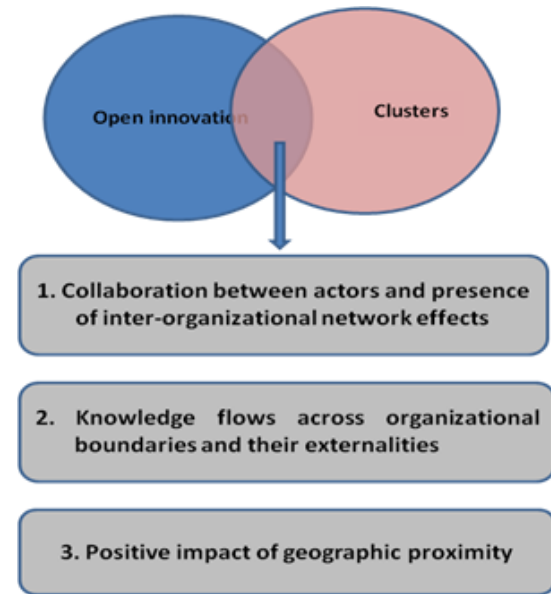 Open innovation
Clusters
1. Collaboration between actors and presence
of inter-organizational network effects
2. Knowledge flows across organizational
boundaries and their externalities
3. Positive impact of geographic proximity